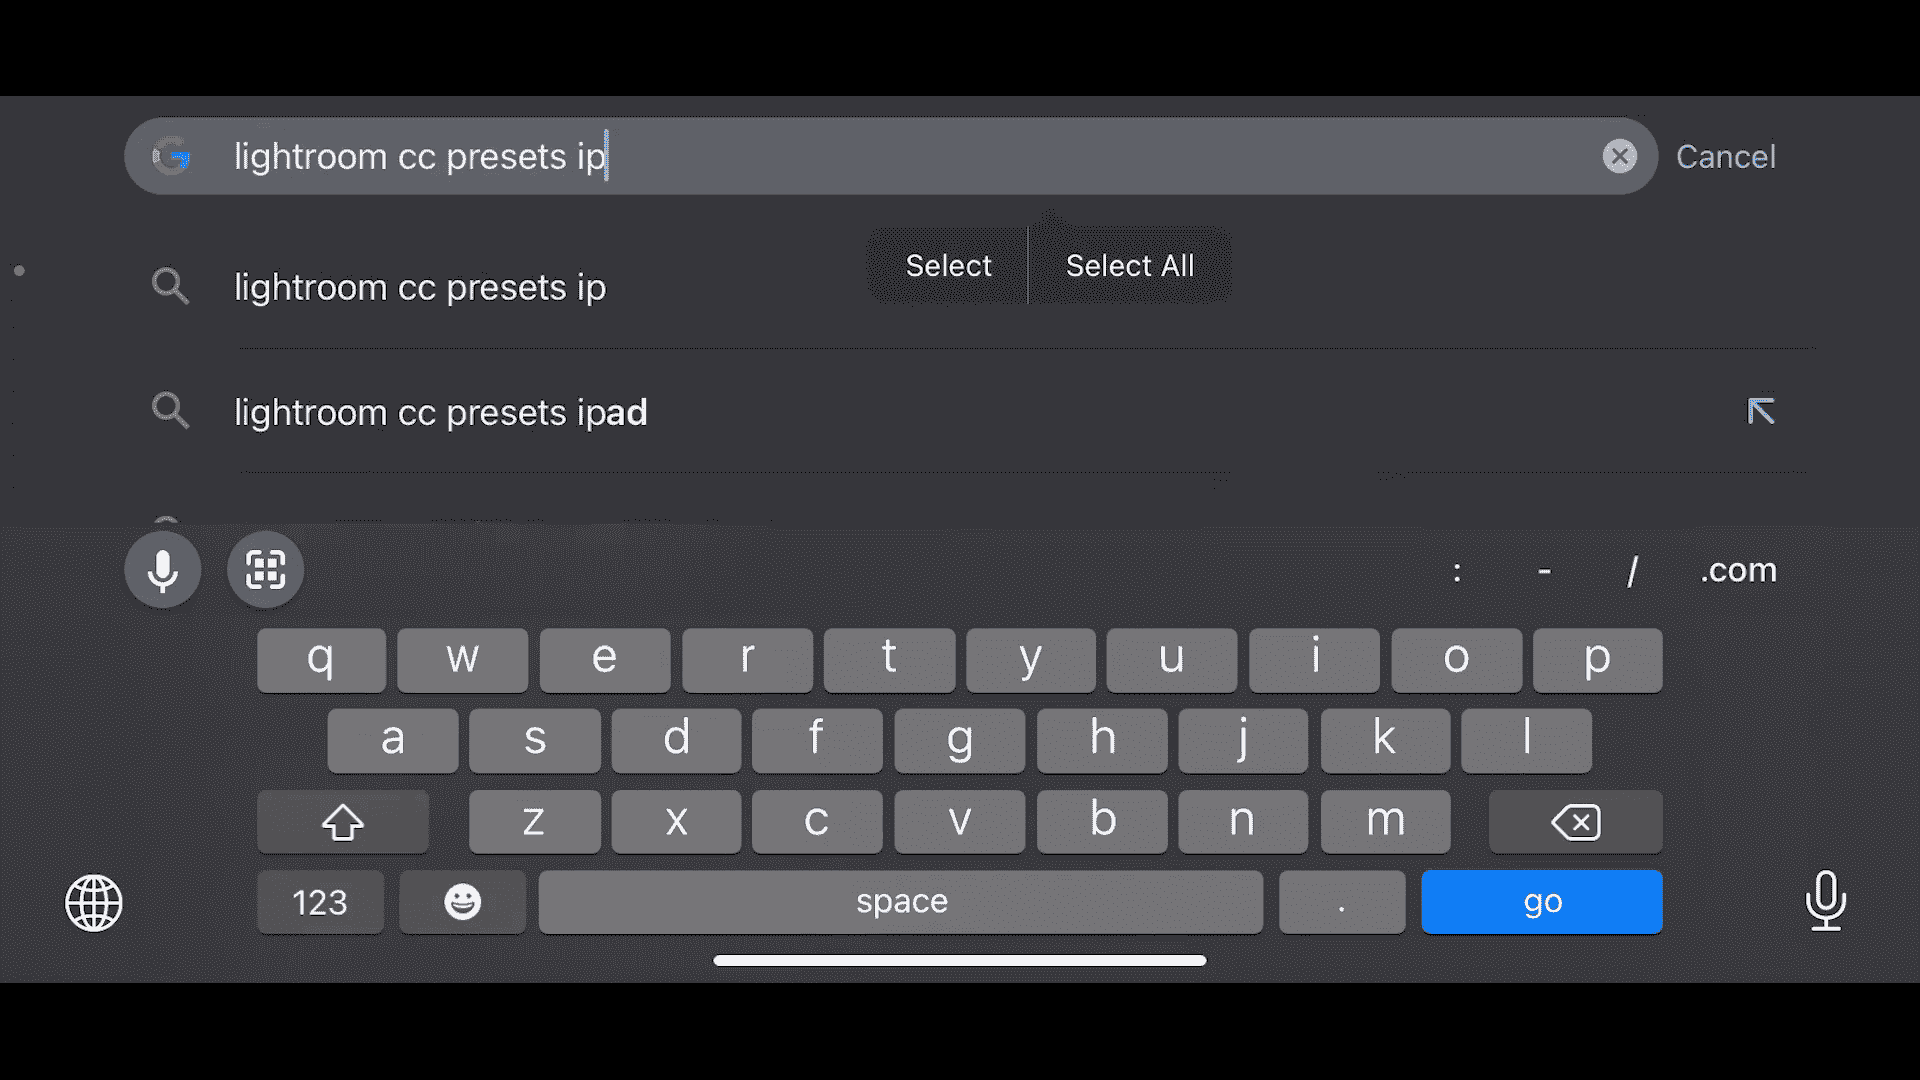 lightroom cc presets ip
Cancel
Select
Select All
lightroom cc presets ip
lightroom cc presets ipad
: - / .com
q w e r t y u i o p
a s d f g h j k l
z x c v b n m
123 space . go